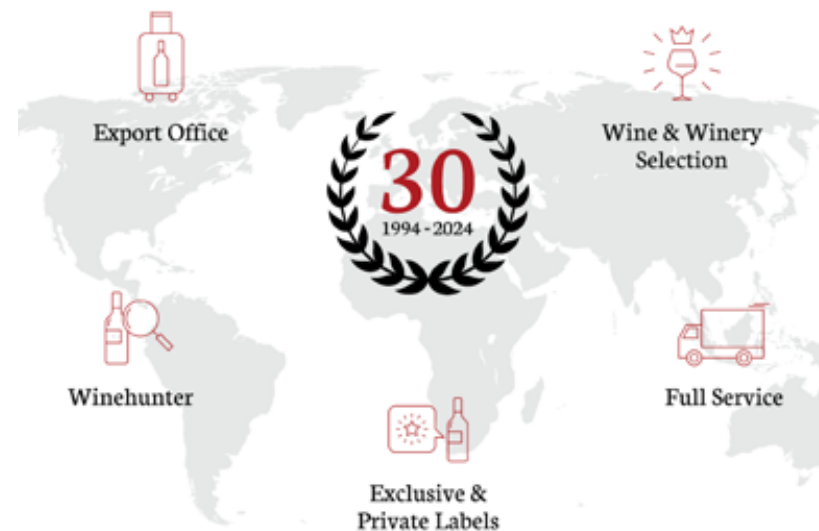 Export Office
Wine & Winery
Selection
30
1994 - 2024
Winehunter
Full Service
Exclusive &
Private Labels